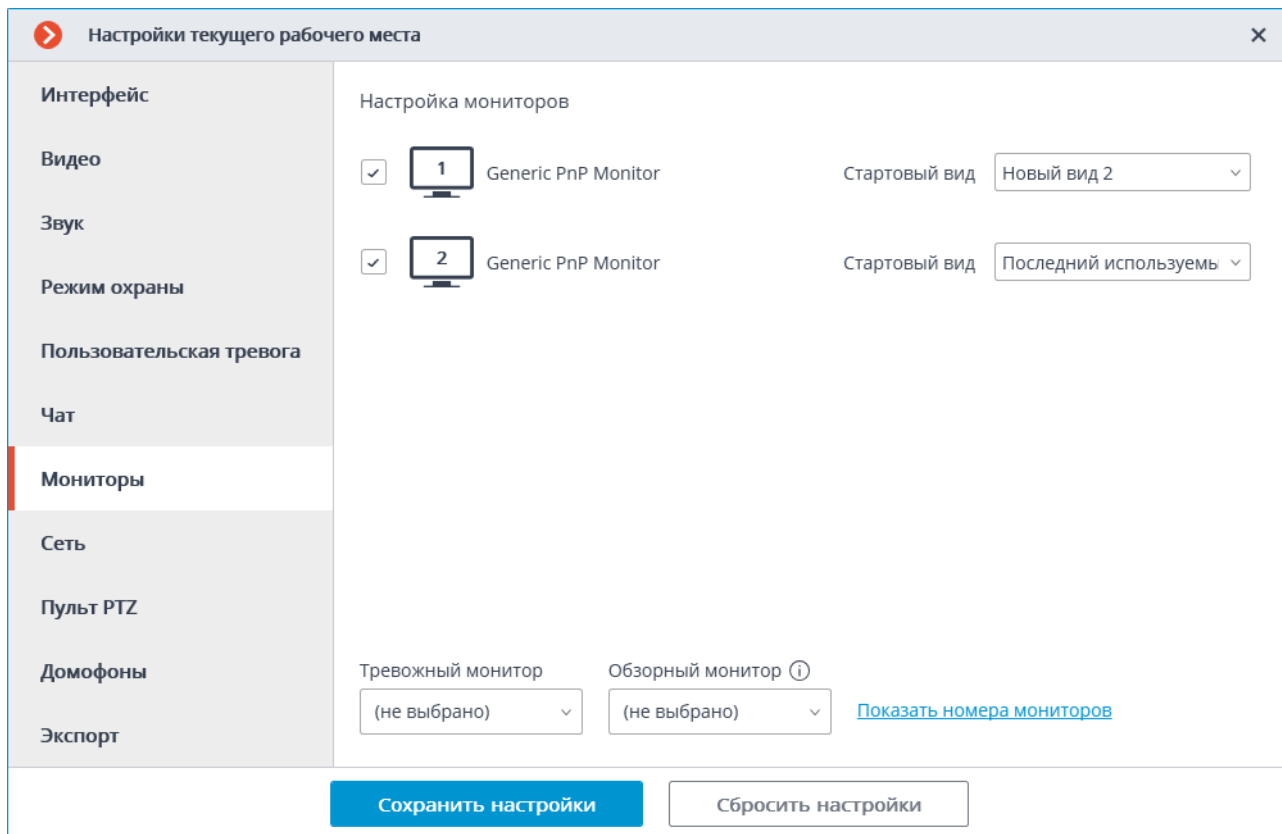 Настройки текущего рабочего места
Интерфейс
Видео
Звук
Режим охраны
Пользовательская тревога
Чат
Мониторы
Сеть
Пульт PTZ
Домофоны
Экспорт
Настройка мониторов
1 Generic PnP Monitor Стартовый вид Новый вид 2
2 Generic PnP Monitor Стартовый вид Последний используемы
Тревожный монитор Обзорный монитор
(не выбрано) (не выбрано) Показать номера мониторов
Сохранить настройки Сбросить настройки